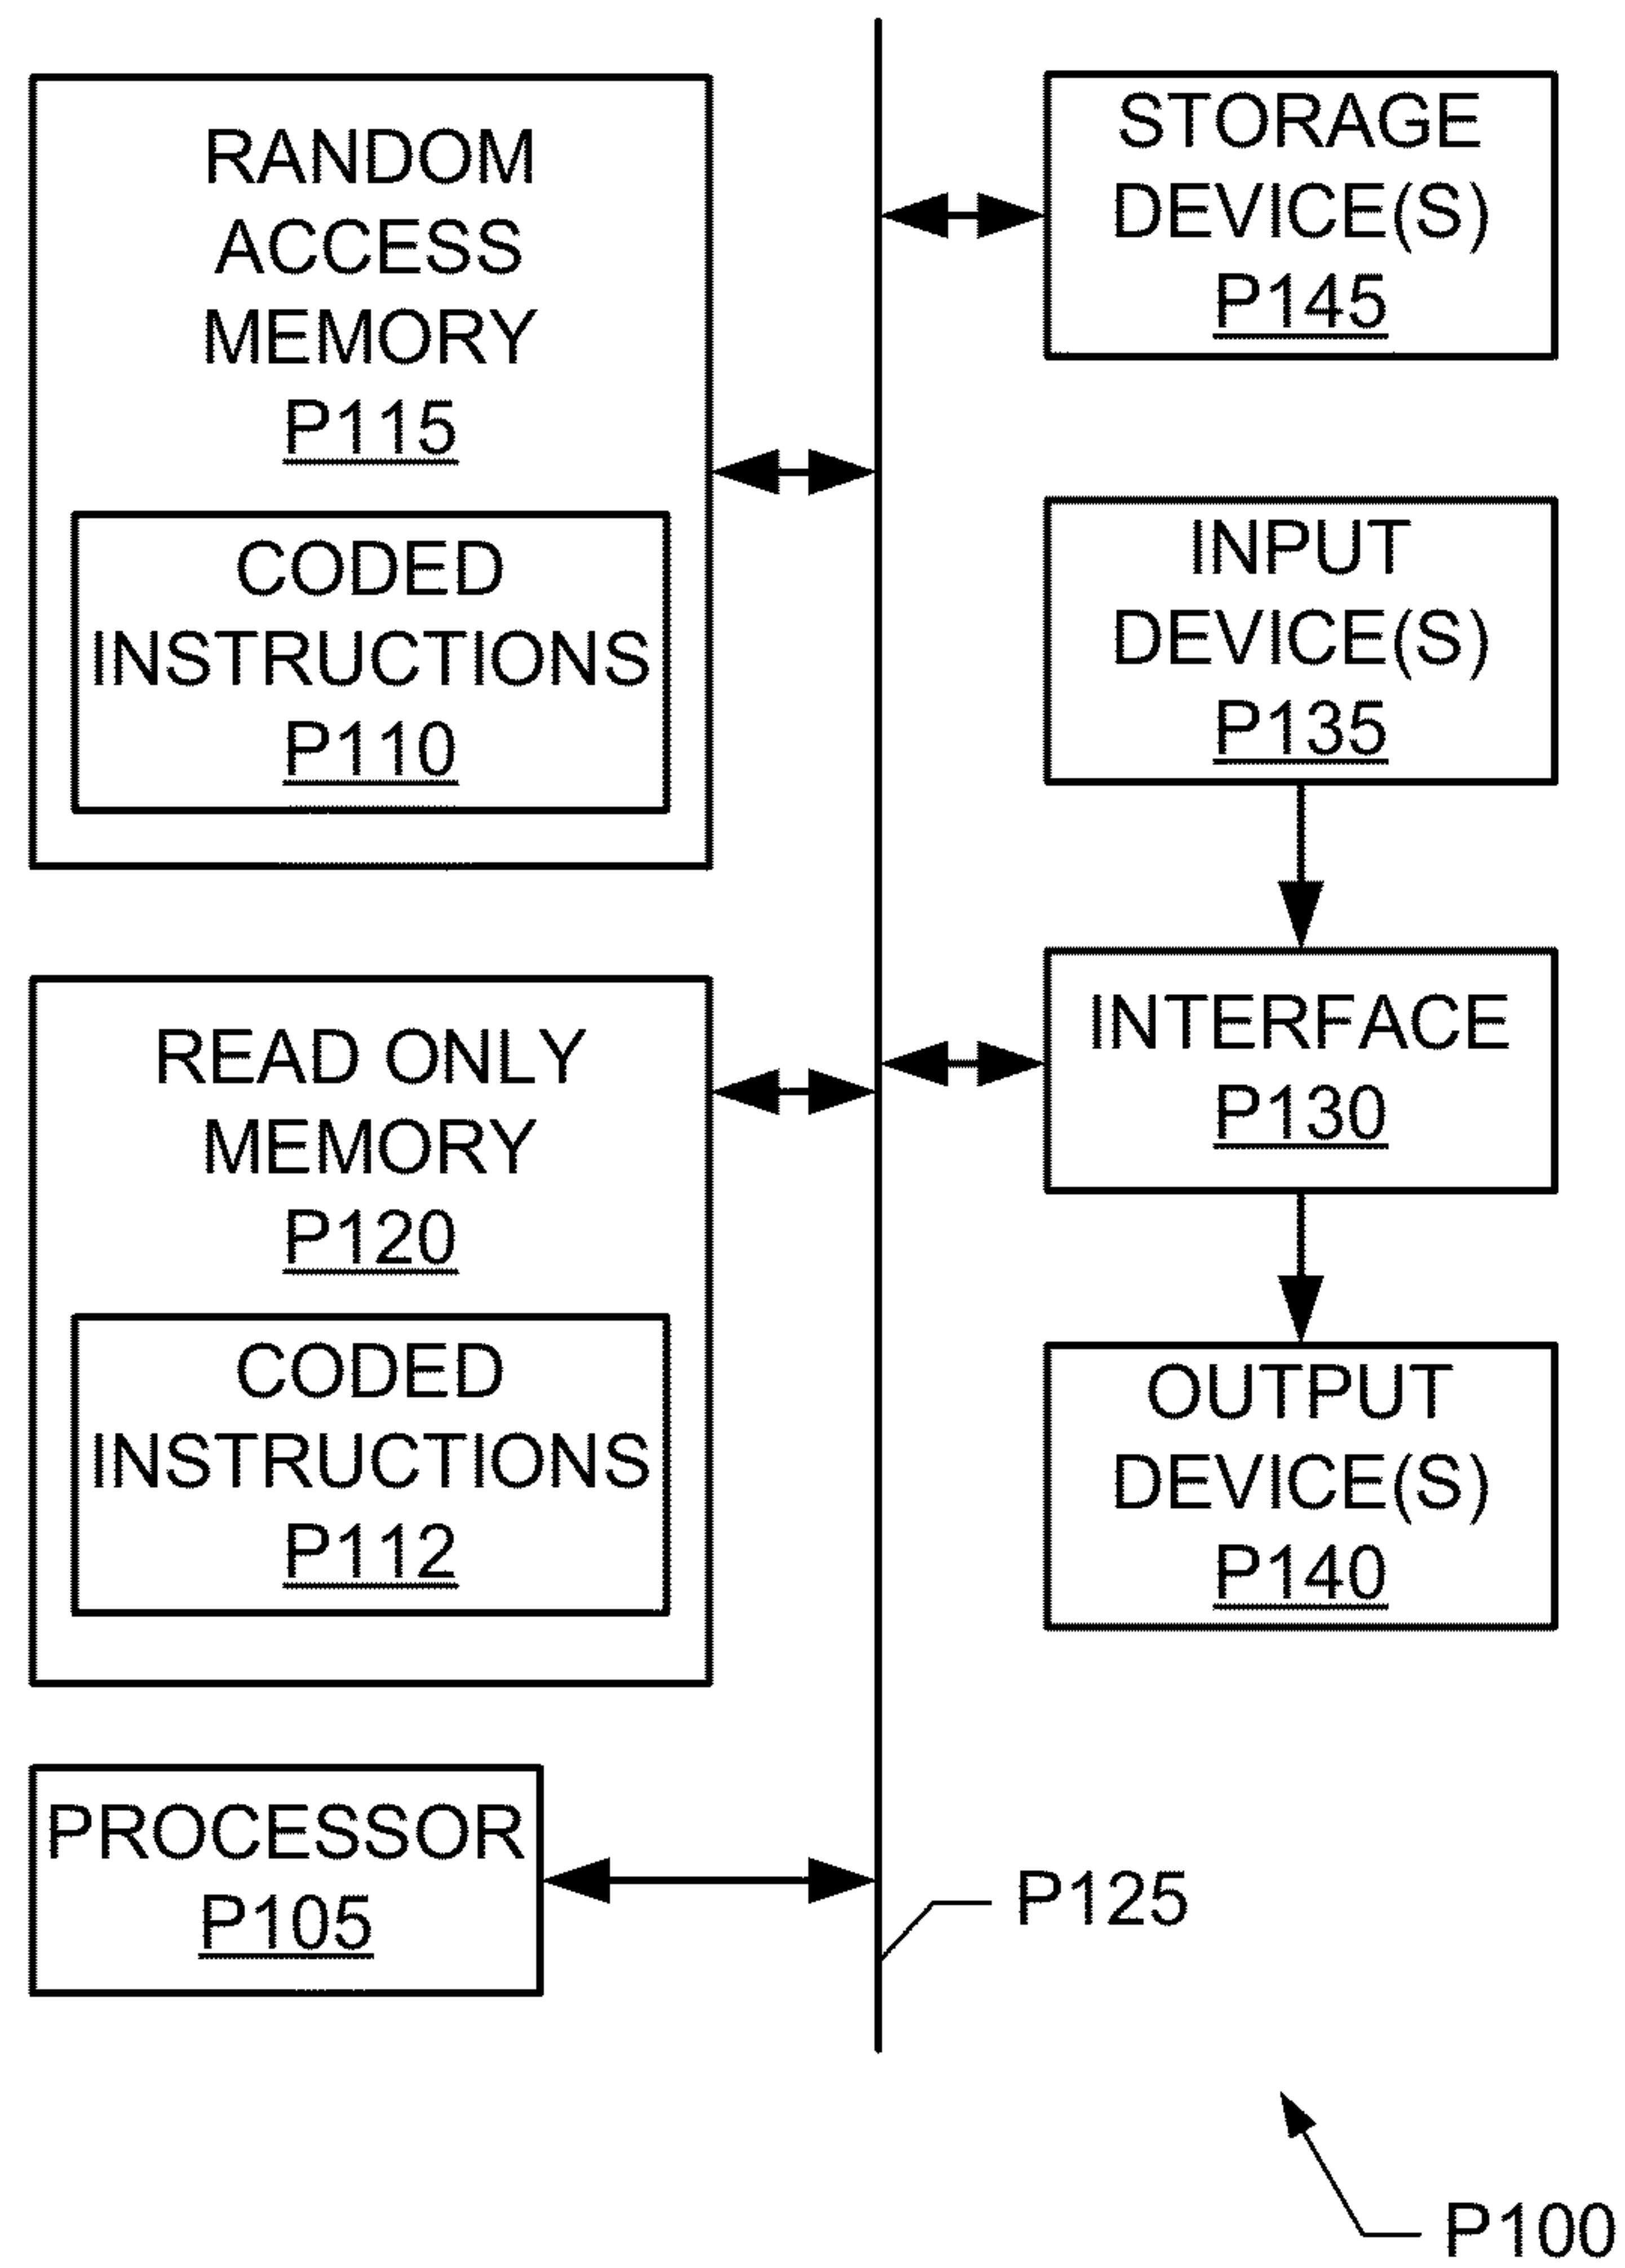 RANDOM
ACCESS
MEMORY
P115
CODED
INSTRUCTIONS
P110
READ ONLY
MEMORY
P120
CODED
INSTRUCTIONS
P112
PROCESSOR
P105
STORAGE
DEVICE(S)
P145
INPUT
DEVICE(S)
P135
INTERFACE
P130
OUTPUT
DEVICE(S)
P140
P125
P100